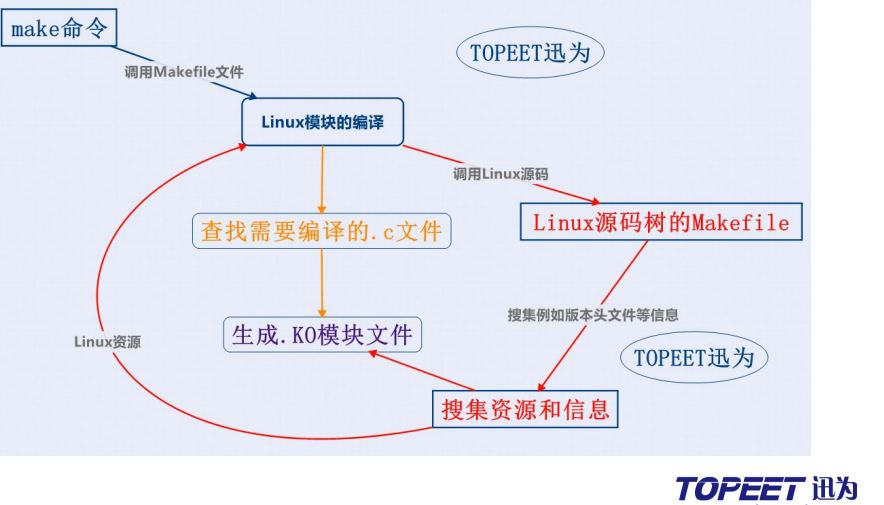 make命令
TOPEET迅为
调用Makefile文件
Linux模块的编译
调用Linux源码
查找需要编译的.c文件
Linux源码树的Makefile
搜集例如版本头文件等信息
生成.KO模块文件
Linux资源
TOPEET迅为
搜集资源和信息
TOPEET 迅为